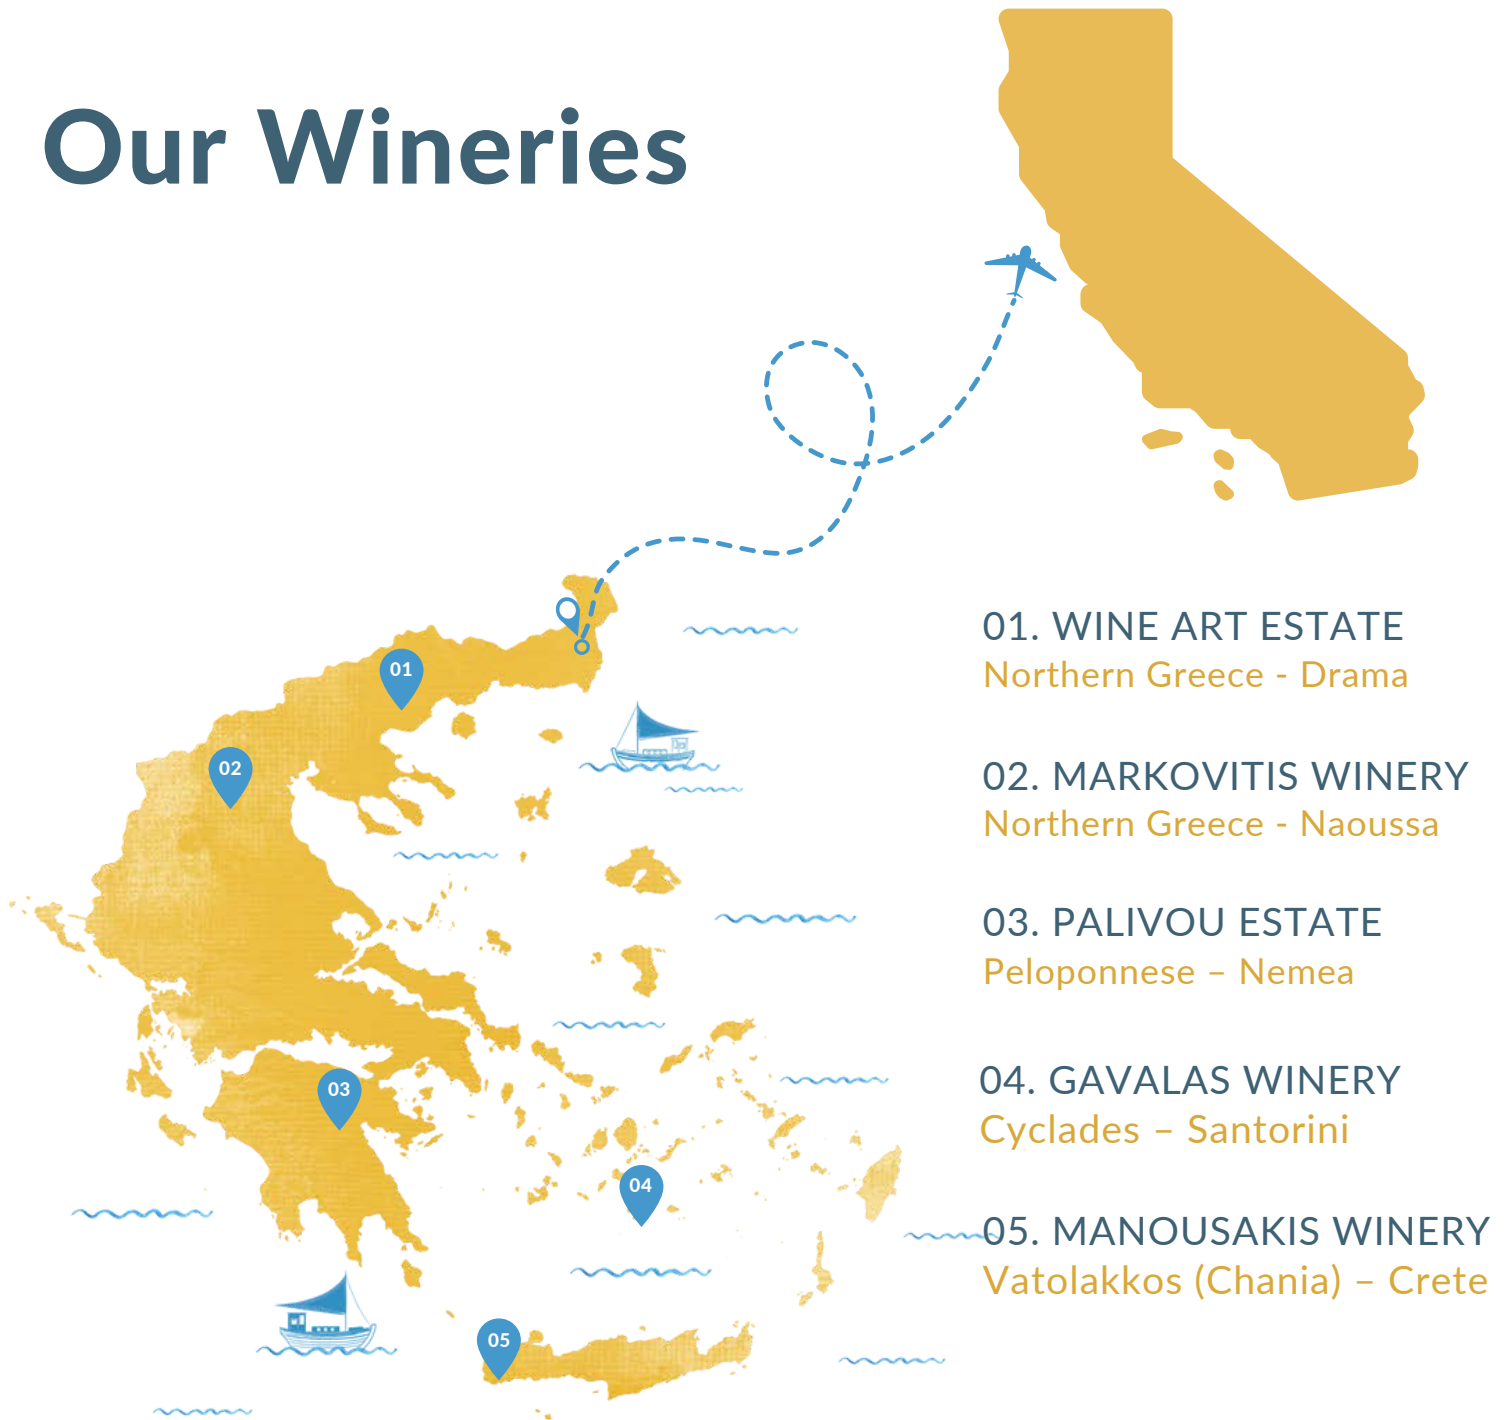 Our Wineries
01
02
03
04
05
01. WINE ART ESTATE
Northern Greece - Drama
02. MARKOVITIS WINERY
Northern Greece - Naoussa
03. PALIVOU ESTATE
Peloponnese – Nemea
04. GAVALAS WINERY
Cyclades – Santorini
05. MANOUSAKIS WINERY
Vatolakkos (Chania) – Crete